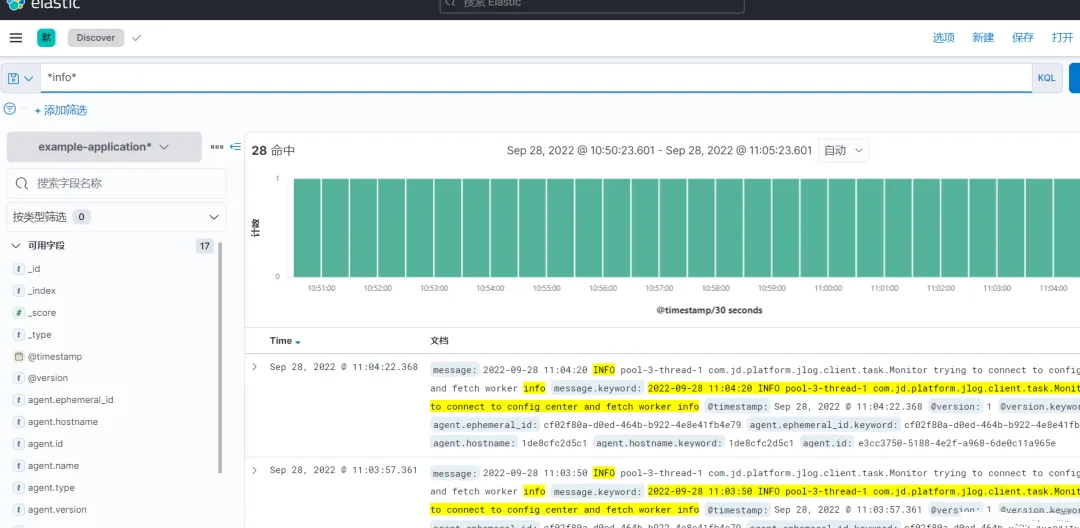 elastic
搜索 Elastic
默 Discover 选项 新建 保存 打开
*info* KQL
+ 添加筛选
example-application*
28 命中 Sep 28, 2022 @ 10:50:23.601 - Sep 28, 2022 @ 11:05:23.601 自动
搜索字段名称
按类型筛选 0
可用字段 17
t _id
t _index
# _score
t _type
@timestamp
t @version
t agent.ephemeral_id
t agent.hostname
t agent.id
t agent.name
t agent.type
t agent.version
1
计数
0
10:51:00 10:52:00 10:53:00 10:54:00 10:55:00 10:56:00 10:57:00 10:58:00 10:59:00 11:00:00 11:01:00 11:02:00 11:03:00 11:04:00
@timestamp/30 seconds
Time 文档
Sep 28, 2022 @ 11:04:22.368 message: 2022-09-28 11:04:20 INFO pool-3-thread-1 com.jd.platform.jlog.client.task.Monitor trying to connect to config
and fetch worker info message.keyword: 2022-09-28 11:04:20 INFO pool-3-thread-1 com.jd.platform.jlog.client.task.Monit
to connect to config center and fetch worker info @timestamp: Sep 28, 2022 @ 11:04:22.368 @version: 1 @version.keywor
agent.ephemeral_id: cf02f80a-d0ed-464b-b922-4e8e41fb4e79 agent.ephemeral_id.keyword: cf02f80a-d0ed-464b-b922-4e8e41fb
agent.hostname: 1de8cfc2d5c1 agent.hostname.keyword: 1de8cfc2d5c1 agent.id: e3cc3750-5188-4e2f-a968-6de0c11a965e
Sep 28, 2022 @ 11:03:57.361 message: 2022-09-28 11:03:50 INFO pool-3-thread-1 com.jd.platform.jlog.client.task.Monitor trying to connect to config
and fetch worker info message.keyword: 2022-09-28 11:03:50 INFO pool-3-thread-1 com.jd.platform.jlog.client.task.Monit
to connect to config center and fetch worker info @timestamp: Sep 28, 2022 @ 11:03:57.361 @version: 1